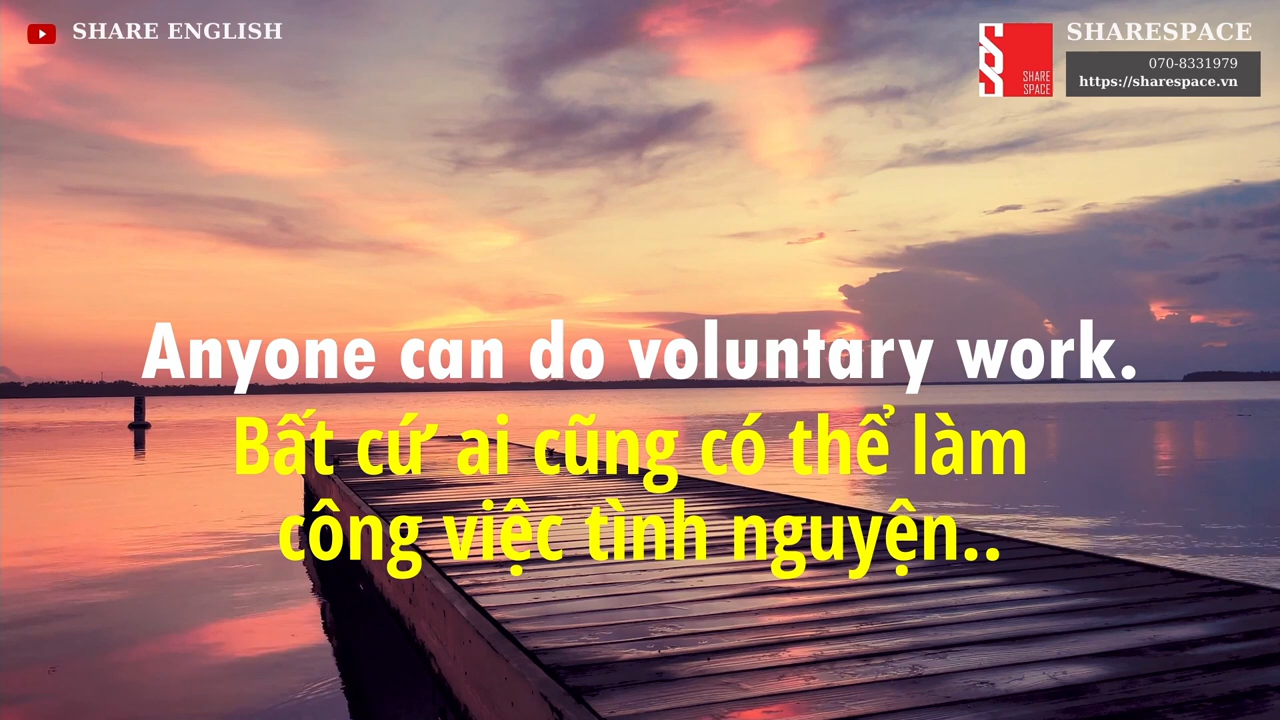 SHARE ENGLISH
SHARESPACE
070-8331979
https://sharespace.vn
SHARE
SPACE
Anyone can do voluntary work.
Bất cứ ai cũng có thể làm
công việc tình nguyện..